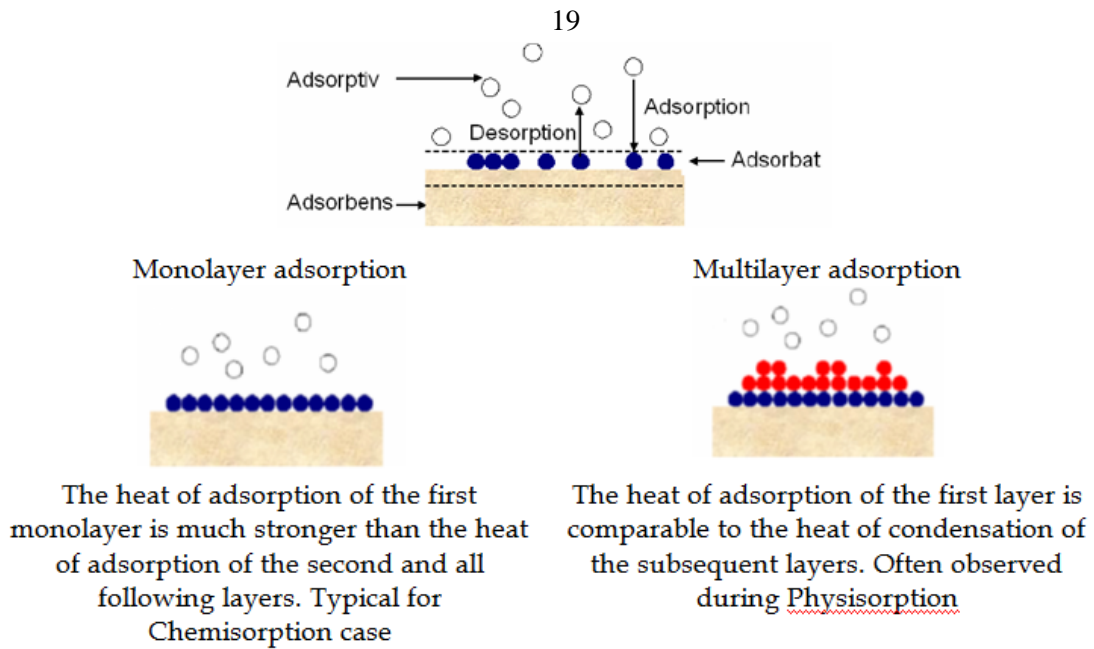 19
Adsorptiv
Adsorption
Desorption
Adsorbat
Adsorbens
Monolayer adsorption
The heat of adsorption of the first
monolayer is much stronger than the heat
of adsorption of the second and all
following layers. Typical for
Chemisorption case
Multilayer adsorption
The heat of adsorption of the first layer is
comparable to the heat of condensation of
the subsequent layers. Often observed
during Physisorption